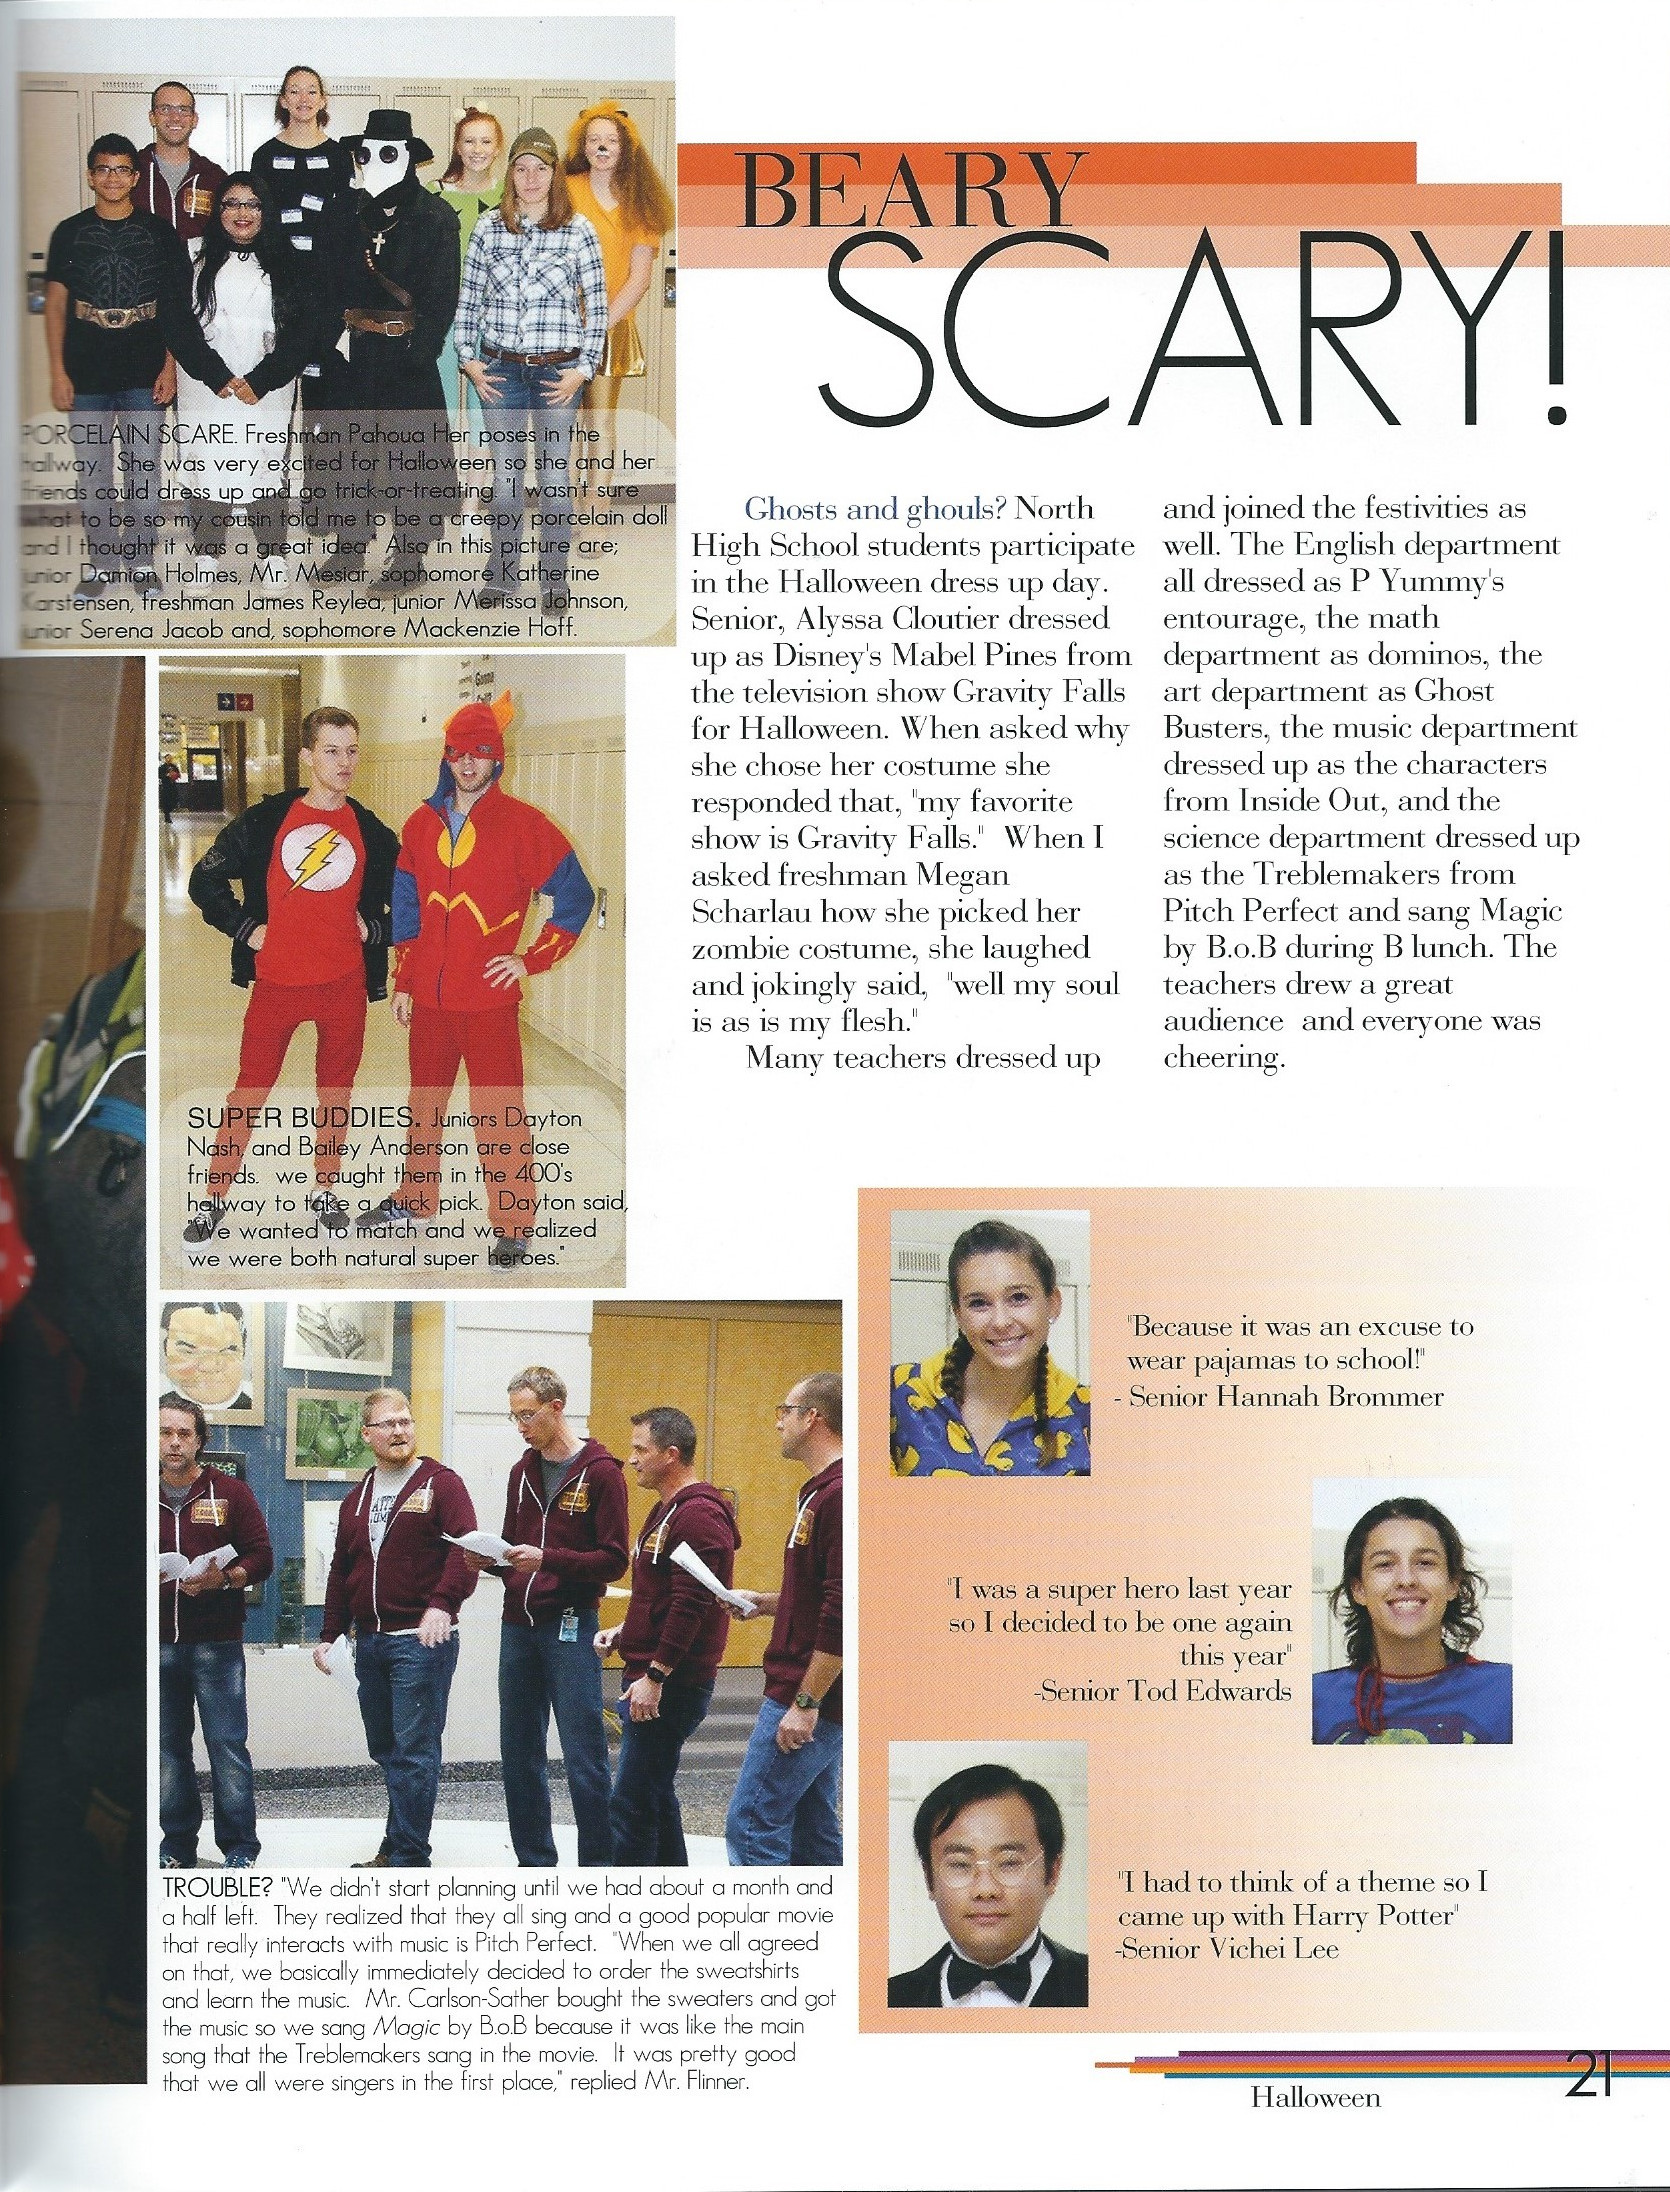 BEARY
SCARY!
PORCELAIN SCARE. Freshman Pahoua Her poses in the
hallway. She was very excited for Halloween so she and her
friends could dress up and go trick-or-treating. "I wasn't sure
what to be so my cousin told me to be a creepy porcelain doll
and I thought it was a great idea." Also in this picture are;
junior Damion Holmes, Mr. Mesiar, sophomore Katherine
Karstensen, freshman James Reylea, junior Merissa Johnson,
junior Serena Jacob and, sophomore Mackenzie Hoff.
Ghosts and ghouls? North
High School students participate
in the Halloween dress up day.
Senior, Alyssa Cloutier dressed
up as Disney's Mabel Pines from
the television show Gravity Falls
for Halloween. When asked why
she chose her costume she
responded that, "my favorite
show is Gravity Falls." When I
asked freshman Megan
Scharlau how she picked her
zombie costume, she laughed
and jokingly said, "well my soul
is as is my flesh."
Many teachers dressed up
and joined the festivities as
well. The English department
all dressed as P Yummy's
entourage, the math
department as dominos, the
art department as Ghost
Busters, the music department
dressed up as the characters
from Inside Out, and the
science department dressed up
as the Treblemakers from
Pitch Perfect and sang Magic
by B.o.B during B lunch. The
teachers drew a great
audience and everyone was
cheering.
SUPER BUDDIES. Juniors Dayton
Nash, and Bailey Anderson are close
friends. we caught them in the 400's
hallway to take a quick pick. Dayton said,
"We wanted to match and we realized
we were both natural super heroes."
TROUBLE? "We didn't start planning until we had about a month and
a half left. They realized that they all sing and a good popular movie
that really interacts with music is Pitch Perfect. "When we all agreed
on that, we basically immediately decided to order the sweatshirts
and learn the music. Mr. Carlson-Sather bought the sweaters and got
the music so we sang Magic by B.o.B because it was like the main
song that the Treblemakers sang in the movie. It was pretty good
that we all were singers in the first place," replied Mr. Flinner.
"Because it was an excuse to
wear pajamas to school!"
- Senior Hannah Brommer
"I was a super hero last year
so I decided to be one again
this year"
-Senior Tod Edwards
"I had to think of a theme so I
came up with Harry Potter"
-Senior Vichei Lee
Halloween
21